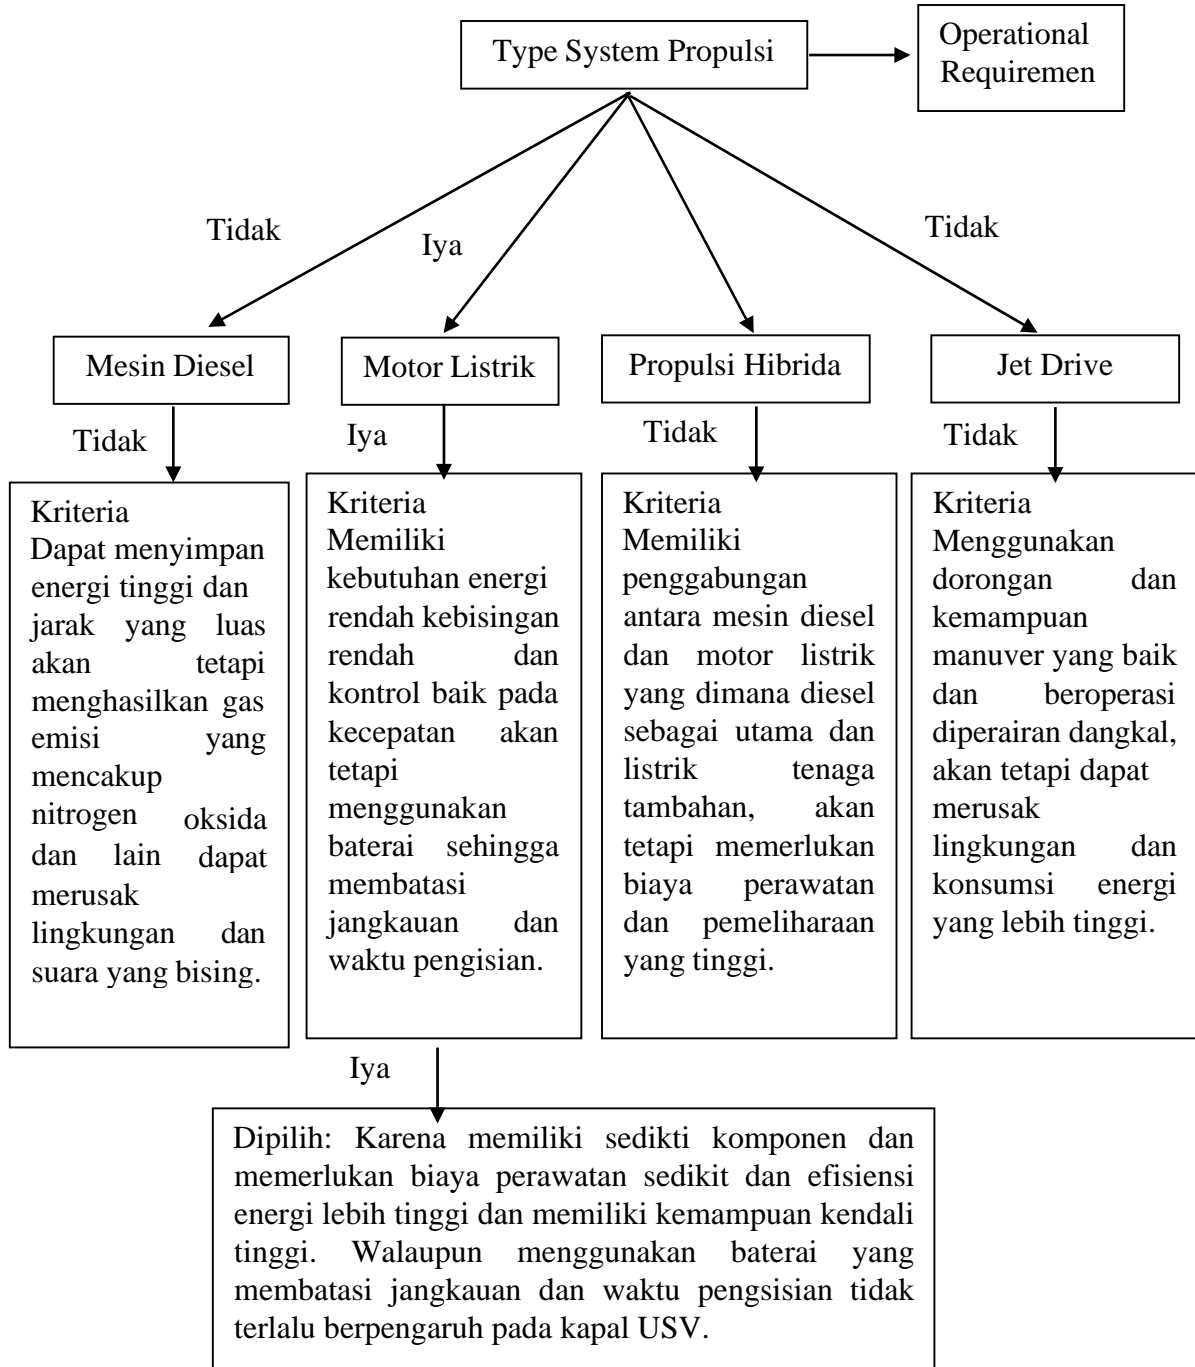 Type System Propulsi
Operational
Requiremen
Tidak
Iya
Tidak
Mesin Diesel
Motor Listrik
Propulsi Hibrida
Jet Drive
Tidak
Iya
Tidak
Tidak
Kriteria
Dapat menyimpan
energi tinggi dan
jarak yang luas
akan tetapi
menghasilkan gas
emisi yang
mencakup
nitrogen oksida
dan lain dapat
merusak
lingkungan dan
suara yang bising.
Kriteria
Memiliki
kebutuhan energi
rendah kebisingan
rendah dan
kontrol baik pada
kecepatan akan
tetapi
menggunakan
baterai sehingga
membatasi
jangkauan dan
waktu pengisian.
Kriteria
Memiliki
penggabungan
antara mesin diesel
dan motor listrik
yang dimana diesel
sebagai utama dan
listrik tenaga
tambahan, akan
tetapi memerlukan
biaya perawatan
dan pemeliharaan
yang tinggi.
Kriteria
Menggunakan
dorongan dan
kemampuan
manuver yang baik
dan beroperasi
diperairan dangkal,
akan tetapi dapat
merusak
lingkungan dan
konsumsi energi
yang lebih tinggi.
Iya
Dipilih: Karena memiliki sedikti komponen dan
memerlukan biaya perawatan sedikit dan efisiensi
energi lebih tinggi dan memiliki kemampuan kendali
tinggi. Walaupun menggunakan baterai yang
membatasi jangkauan dan waktu pengsisian tidak
terlalu berpengaruh pada kapal USV.